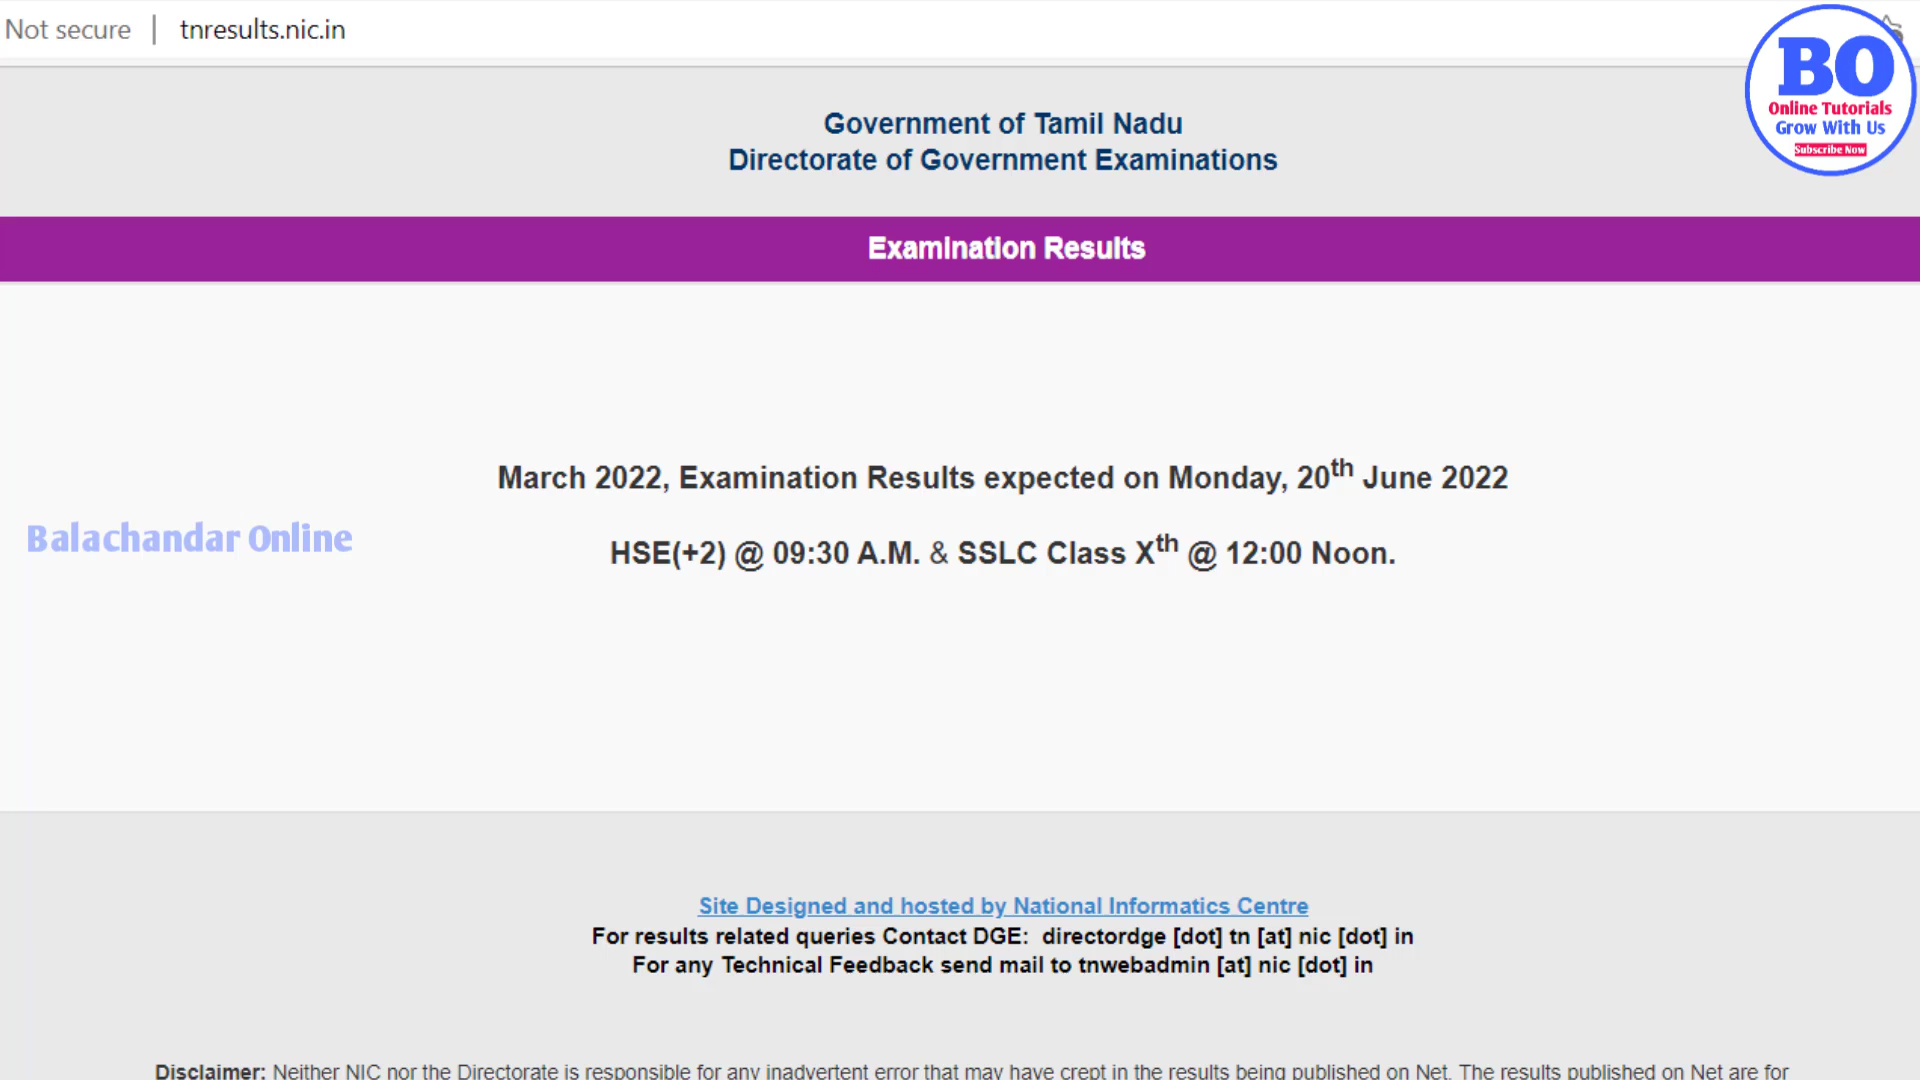 Not secure | tnresults.nic.in
BO
Online Tutorials
Grow With Us
Subscribe Now
Government of Tamil Nadu
Directorate of Government Examinations
Examination Results
March 2022, Examination Results expected on Monday, 20th June 2022
Balachandar Online
HSE(+2) @ 09:30 A.M. & SSLC Class Xth @ 12:00 Noon.
Site Designed and hosted by National Informatics Centre
For results related queries Contact DGE: directordge [dot] tn [at] nic [dot] in
For any Technical Feedback send mail to tnwebadmin [at] nic [dot] in
Disclaimer: Neither NIC nor the Directorate is responsible for any inadvertent error that may have crept in the results being published on Net. The results published on Net are for